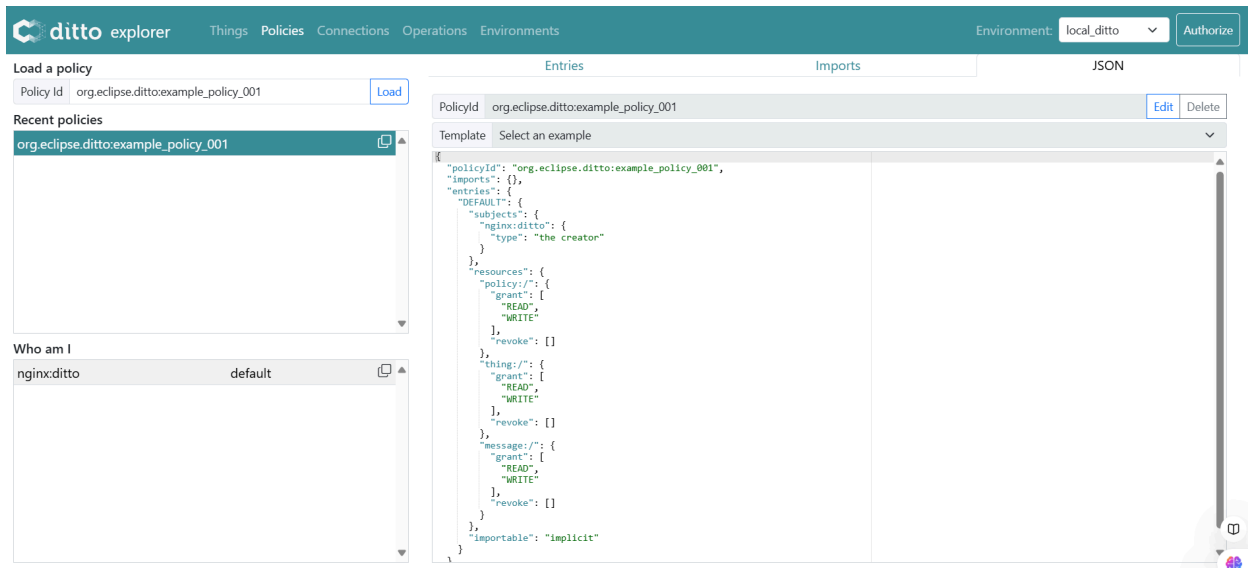 ditto explorer Things Policies Connections Operations Environments Environment: local_ditto Authorize
Load a policy
Policy Id org.eclipse.ditto:example_policy_001 Load
Recent policies
org.eclipse.ditto:example_policy_001
Who am I
nginx:ditto default
Entries Imports JSON
PolicyId org.eclipse.ditto:example_policy_001 Edit Delete
Template Select an example
{
"policyId": "org.eclipse.ditto:example_policy_001",
"imports": {},
"entries": {
"DEFAULT": {
"subjects": {
"nginx:ditto": {
"type": "the creator"
}
},
"resources": {
"policy:/": {
"grant": [
"READ",
"WRITE"
],
"revoke": []
},
"thing:/": {
"grant": [
"READ",
"WRITE"
],
"revoke": []
},
"message:/": {
"grant": [
"READ",
"WRITE"
],
"revoke": []
}
},
"importable": "implicit"
}
}